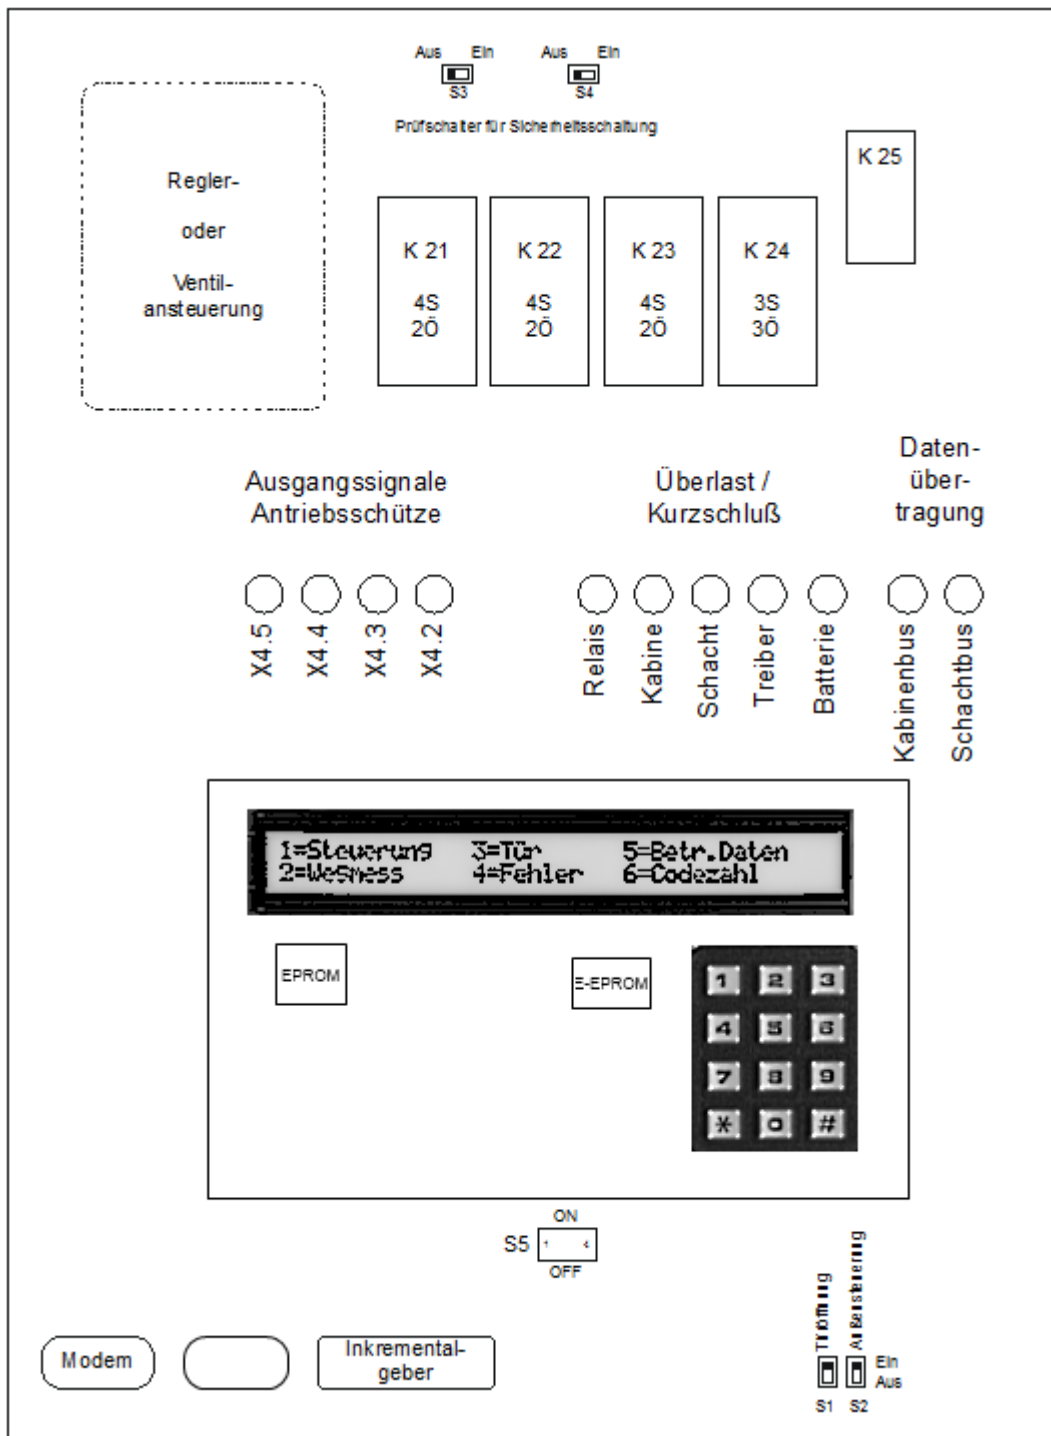 Aus Ein Aus Ein
S3 S4
Prüfschalter für Sicherheitsschaltung
K 25
Regler-
oder
Ventil-
ansteuerung
K 21 K 22 K 23 K 24
4S 4S 4S 3S
2Ö 2Ö 2Ö 3Ö
Ausgangssignale
Antriebsschütze
Überlast /
Kurzschluß
Daten-
über-
tragung
X4.5
X4.4
X4.3
X4.2
Relais
Kabine
Schacht
Treiber
Batterie
Kabinenbus
Schachtbus
1=Steuerung 3=Tür 5=Betr.Daten
2=Wegmess 4=Fehler 6=Codezahl
EPROM
E-EPROM
1 2 3
4 5 6
7 8 9
* 0 #
ON
S5
1 4
OFF
Türöffnung
Außensteuerung
Ein
Aus
S1 S2
Modem
Inkremental-
geber